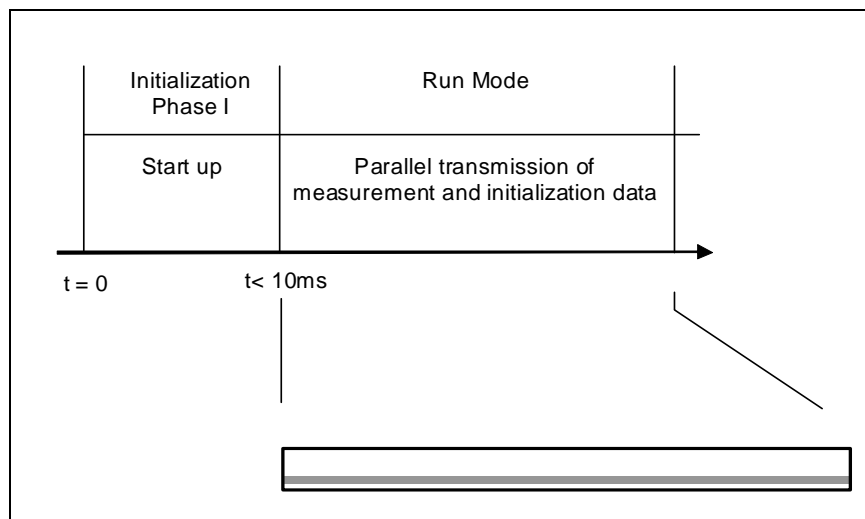 Initialization
Phase I
Run Mode
Start up
Parallel transmission of
measurement and initialization data
t = 0
t< 10ms